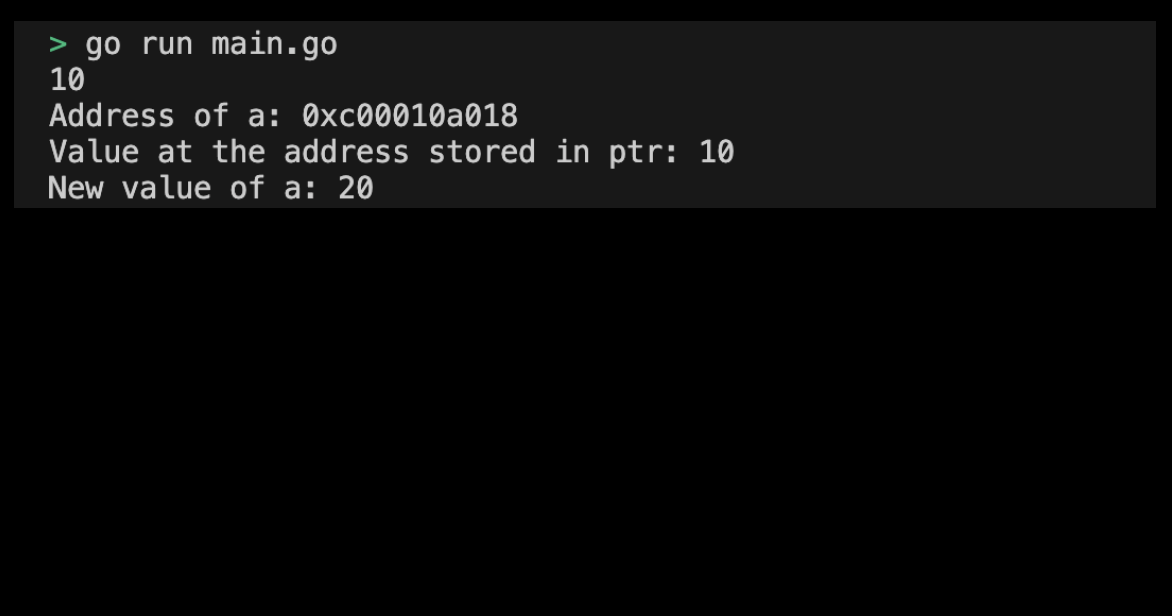 > go run main.go
10
Address of a: 0xc00010a018
Value at the address stored in ptr: 10
New value of a: 20